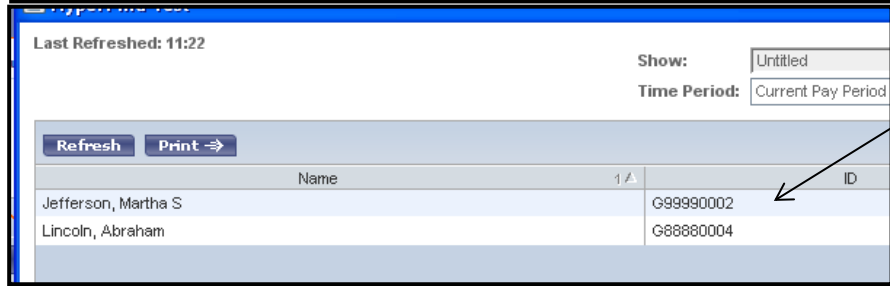 Last Refreshed: 11:22
Show: Untitled
Time Period: Current Pay Period
Refresh Print
Name 1 ID
Jefferson, Martha S G99990002
Lincoln, Abraham G88880004